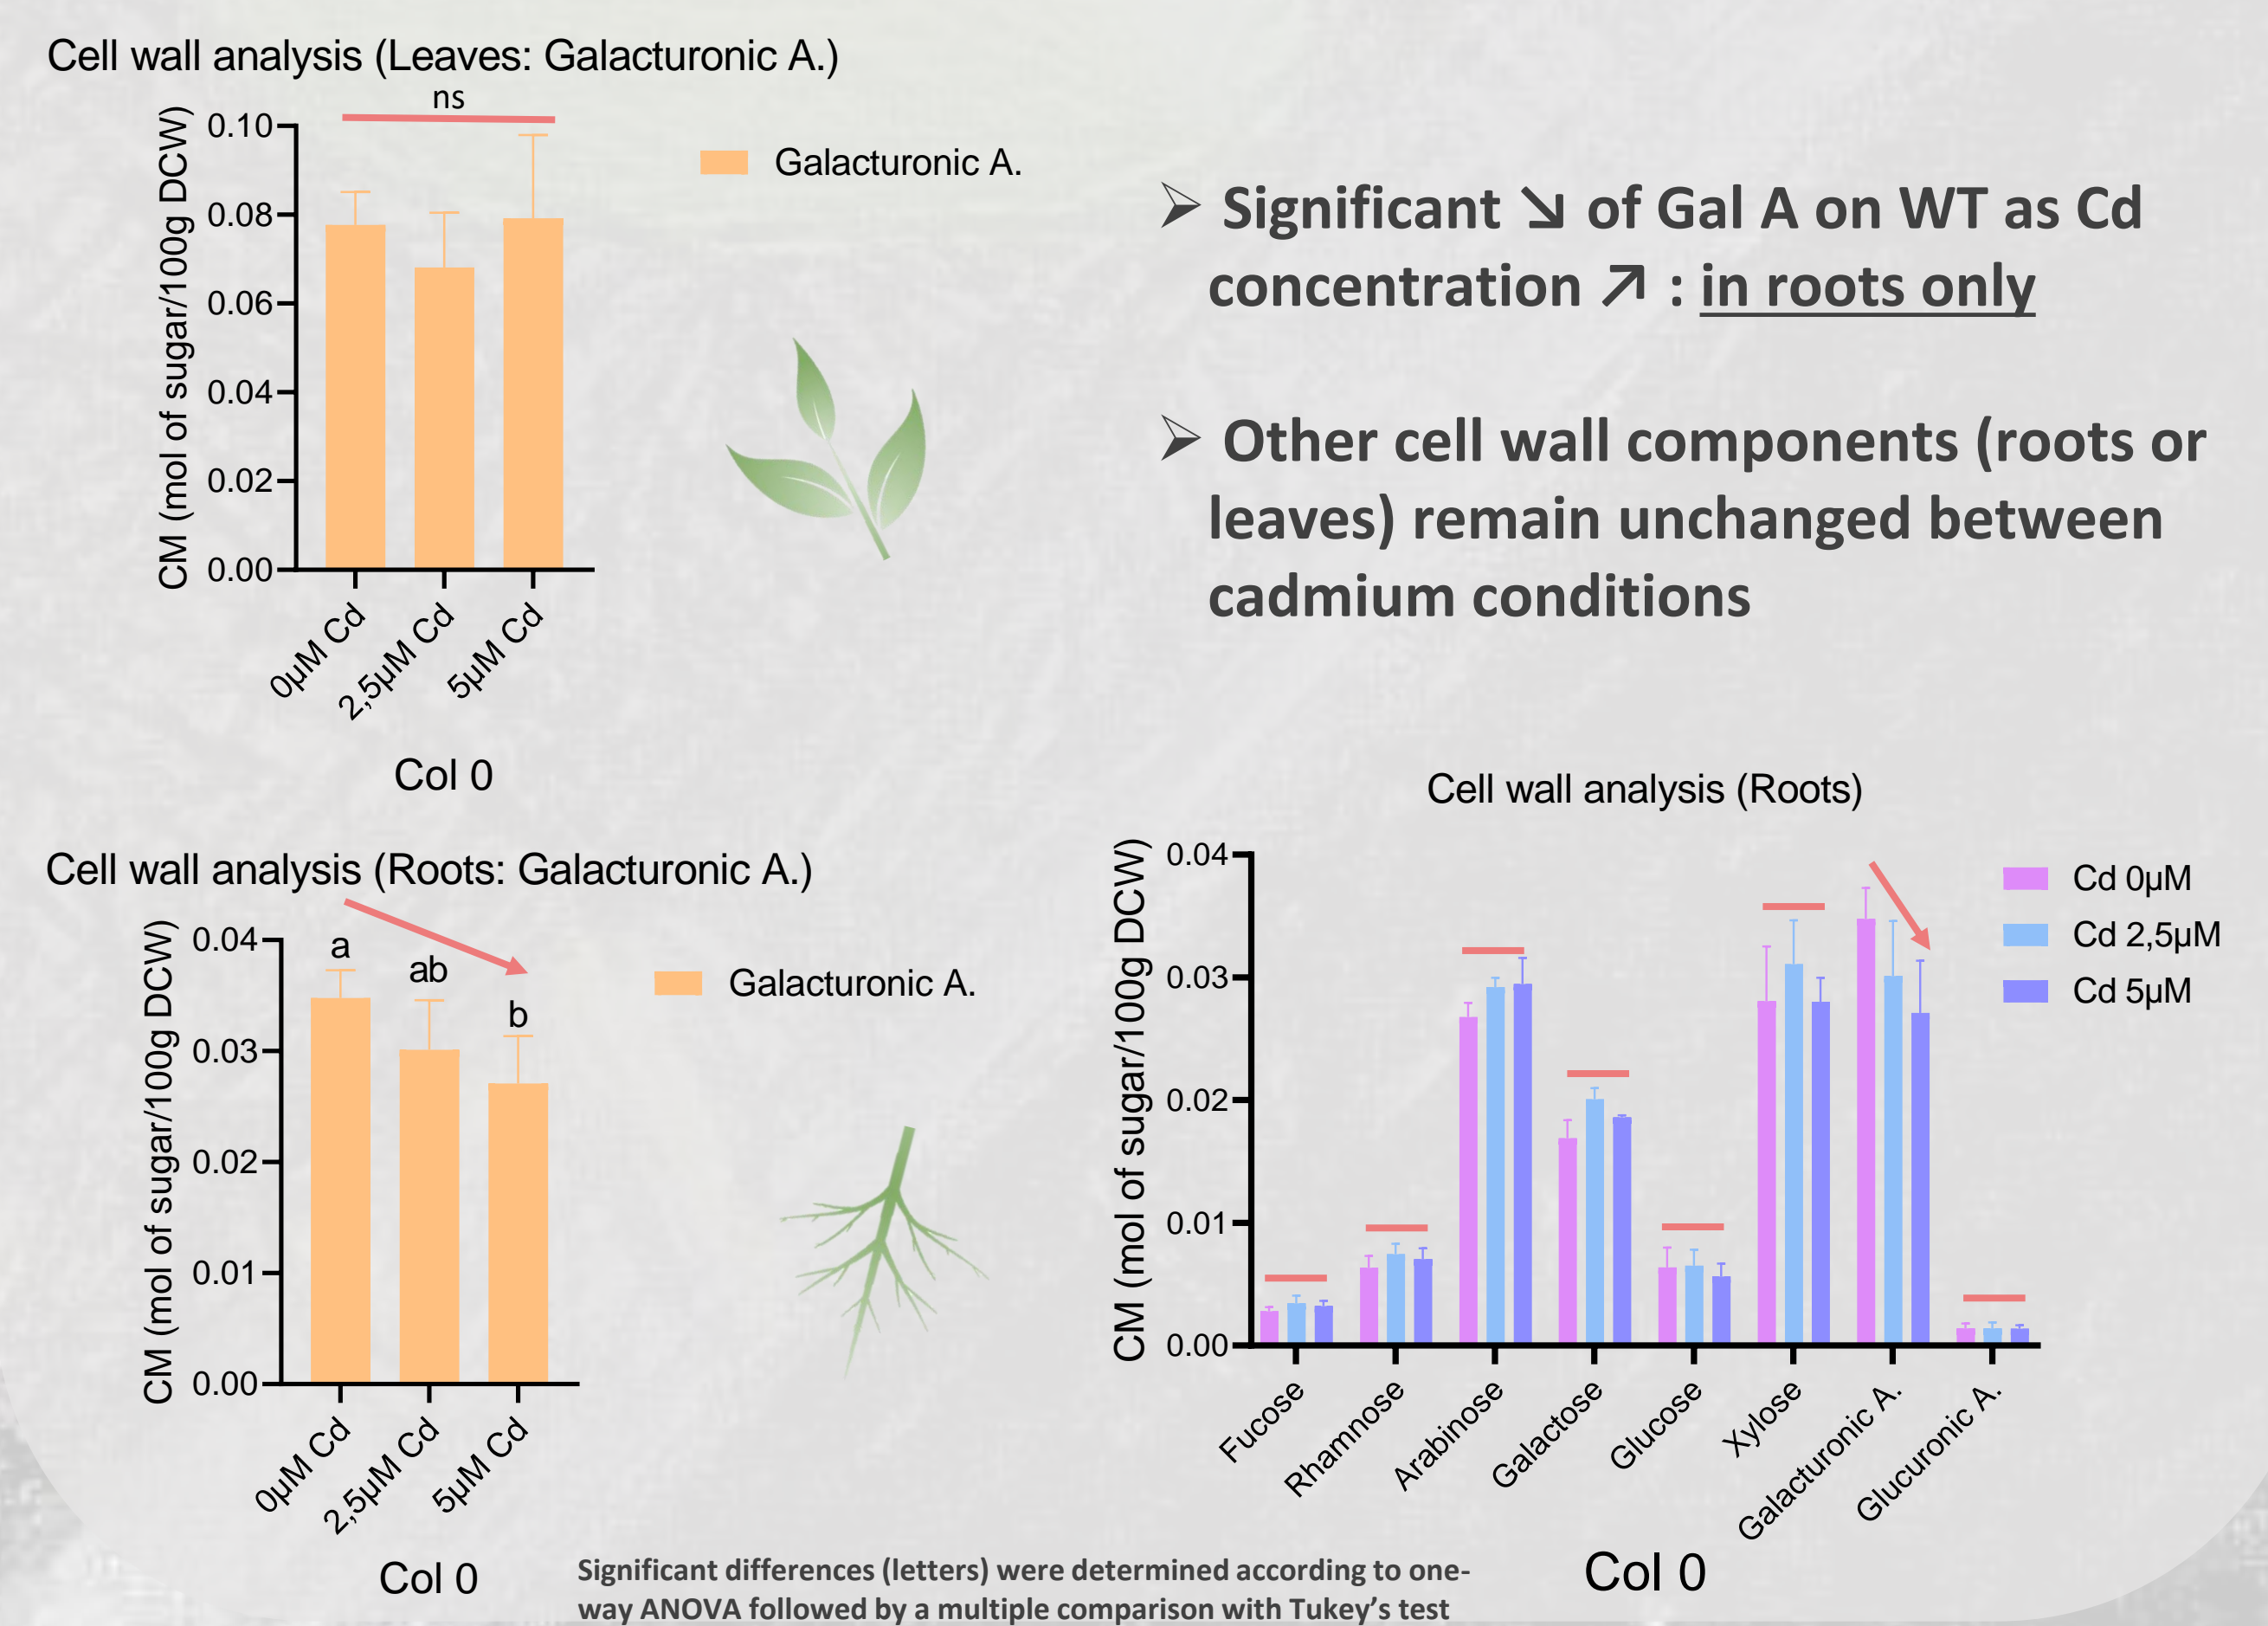 Cell wall analysis (Leaves: Galacturonic A.)
ns
CM (mol of sugar/100g DCW)
0.10
0.08
0.06
0.04
0.02
0.00
0µM Cd
2,5µM Cd
5µM Cd
Col 0
Galacturonic A.
➢ Significant ↘ of Gal A on WT as Cd
concentration ↗ : in roots only
➢ Other cell wall components (roots or
leaves) remain unchanged between
cadmium conditions
Cell wall analysis (Roots: Galacturonic A.)
CM (mol of sugar/100g DCW)
0.04
0.03
0.02
0.01
0.00
a
ab
b
0µM Cd
2,5µM Cd
5µM Cd
Col 0
Galacturonic A.
Cell wall analysis (Roots)
CM (mol of sugar/100g DCW)
0.04
0.03
0.02
0.01
0.00
Fucose
Rhamnose
Arabinose
Galactose
Glucose
Xylose
Galacturonic A.
Glucuronic A.
Col 0
Cd 0µM
Cd 2,5µM
Cd 5µM
Significant differences (letters) were determined according to one-
way ANOVA followed by a multiple comparison with Tukey’s test